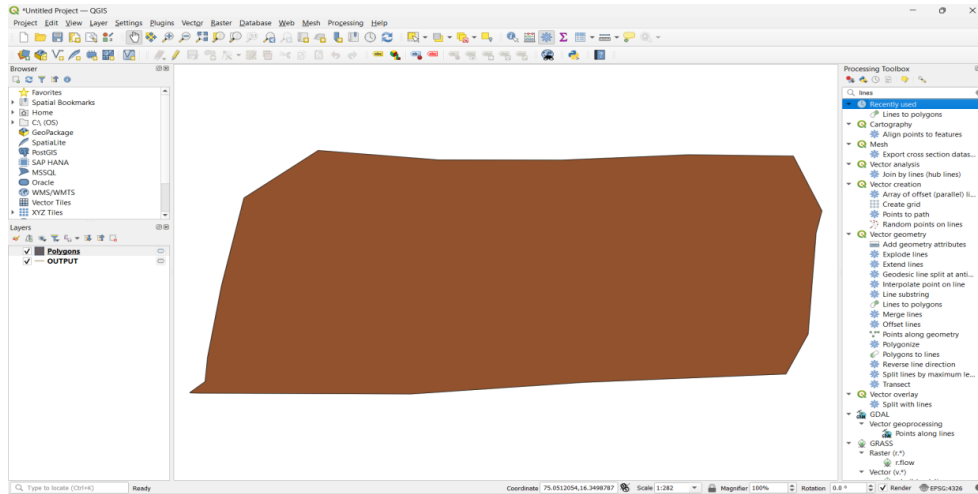 *Untitled Project — QGIS
Project Edit View Layer Settings Plugins Vector Raster Database Web Mesh Processing Help
Browser
Favorites
Spatial Bookmarks
Home
C:\ (OS)
GeoPackage
SpatiaLite
PostGIS
SAP HANA
MSSQL
Oracle
WMS/WMTS
Vector Tiles
XYZ Tiles
Layers
Polygons
OUTPUT
Processing Toolbox
lines
Recently used
Lines to polygons
Cartography
Align points to features
Mesh
Export cross section datas...
Vector analysis
Join by lines (hub lines)
Vector creation
Array of offset (parallel) li...
Create grid
Points to path
Random points on lines
Vector geometry
Add geometry attributes
Explode lines
Extend lines
Geodesic line split at anti...
Interpolate point on line
Line substring
Lines to polygons
Merge lines
Offset lines
Points along geometry
Polygonize
Polygons to lines
Reverse line direction
Split lines by maximum le...
Transect
Vector overlay
Split with lines
GDAL
Vector geoprocessing
Points along lines
GRASS
Raster (r.*)
r.flow
Vector (v.*)
Type to locate (Ctrl+K) Ready Coordinate 75.0512054,16.3498787 Scale 1:282 Magnifier 100% Rotation 0.0 ° Render EPSG:4326